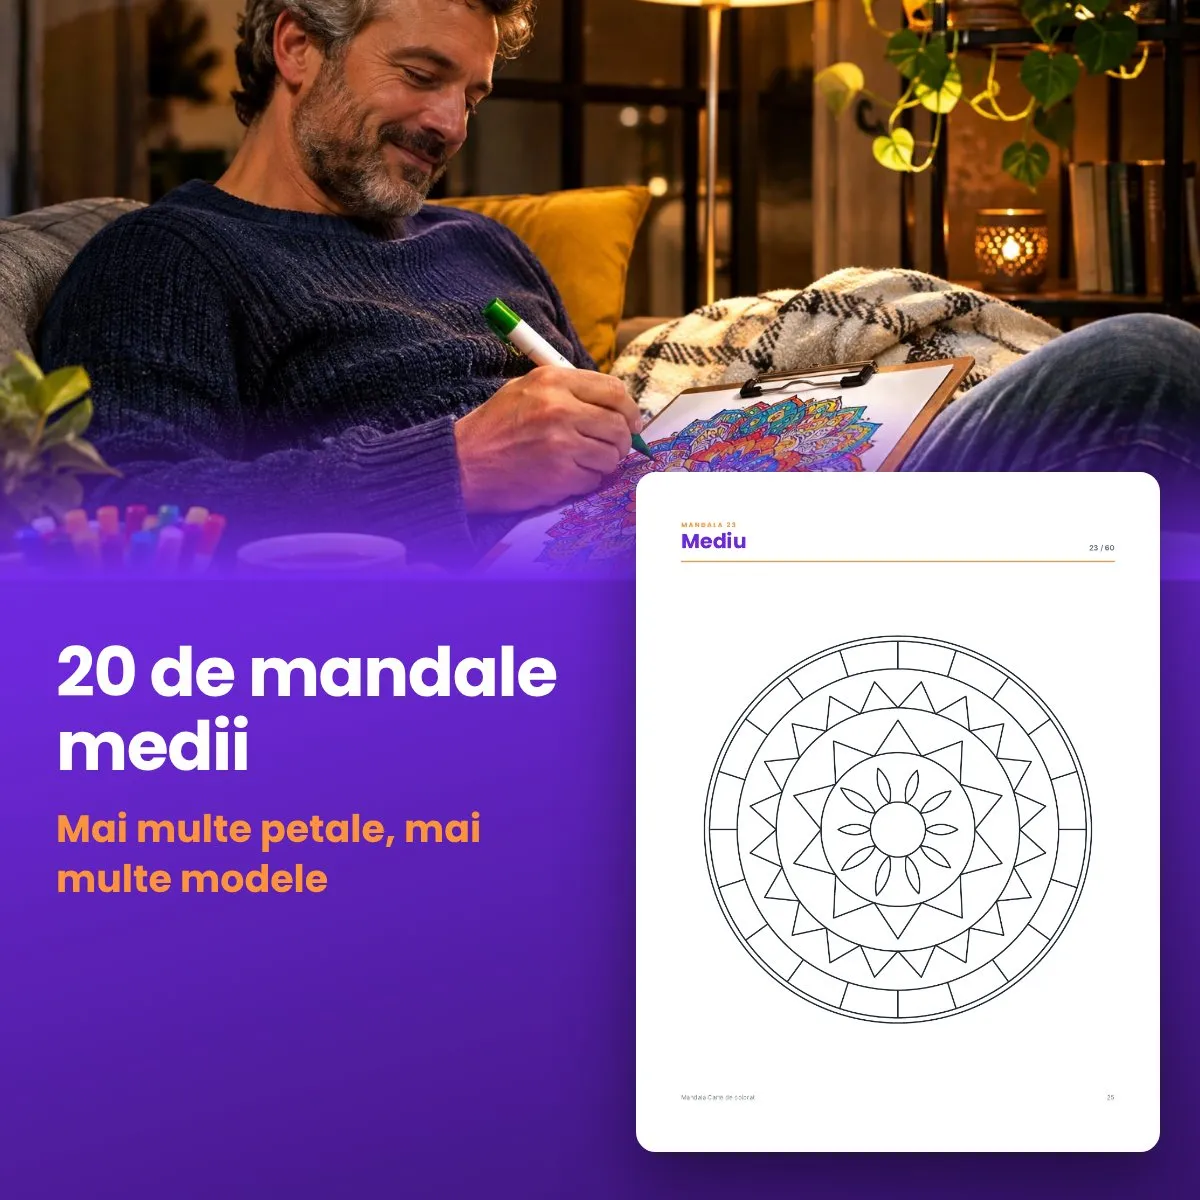 MANDALA 23
Mediu
23 / 60
20 de mandale
medii
Mai multe petale, mai
multe modele
Mandala Carte de colorat
25